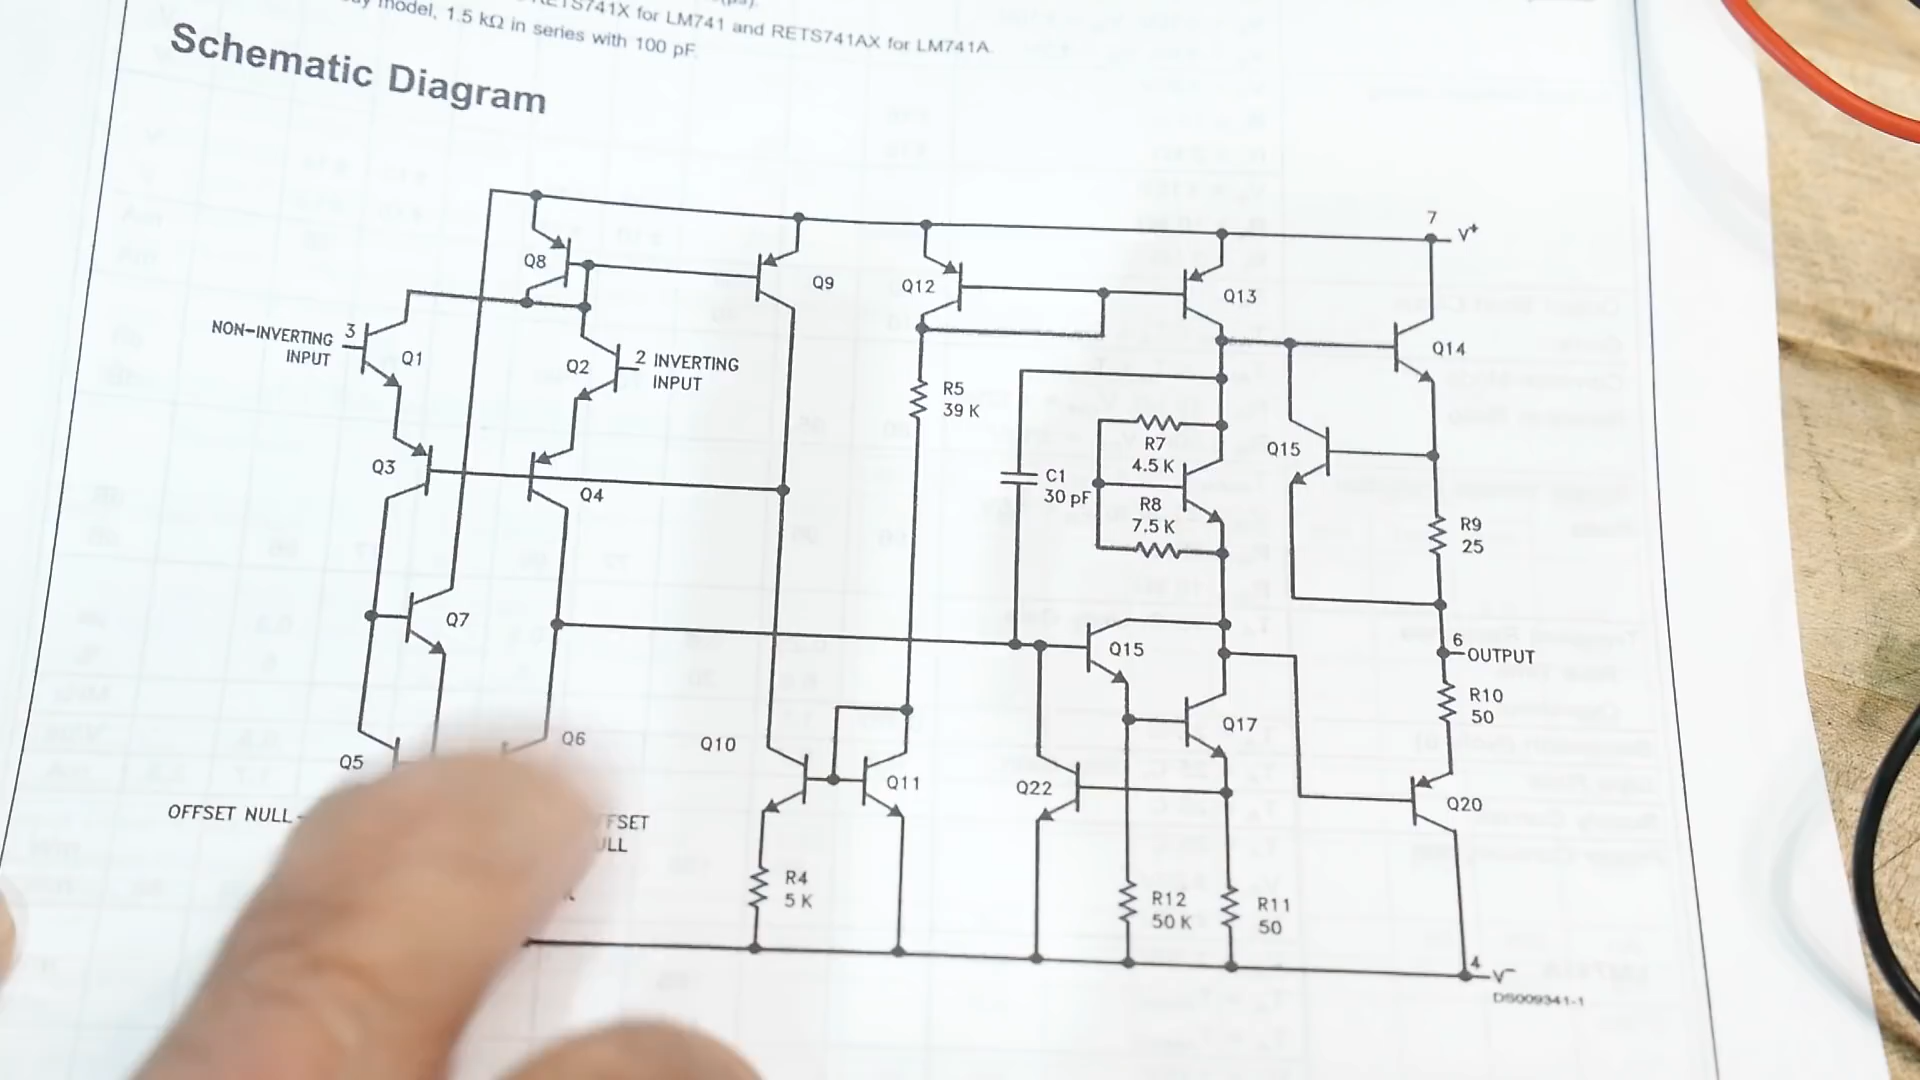 model, 1.5 kΩ in series with 100 pF.
RETS741X for LM741 and RETS741AX for LM741A.
Schematic Diagram
7
V+
Q8
Q9
Q12
Q13
NON-INVERTING
INPUT
3
Q1
Q2
2 INVERTING
INPUT
Q14
R5
39 K
Q3
Q4
C1
30 pF
R7
4.5 K
R8
7.5 K
Q15
R9
25
Q7
Q15
6
OUTPUT
R10
50
Q5
Q6
Q10
Q11
Q17
Q22
Q20
OFFSET NULL
FFSET
ULL
R4
5 K
R12
50 K
R11
50
4
V-
DS009341-1